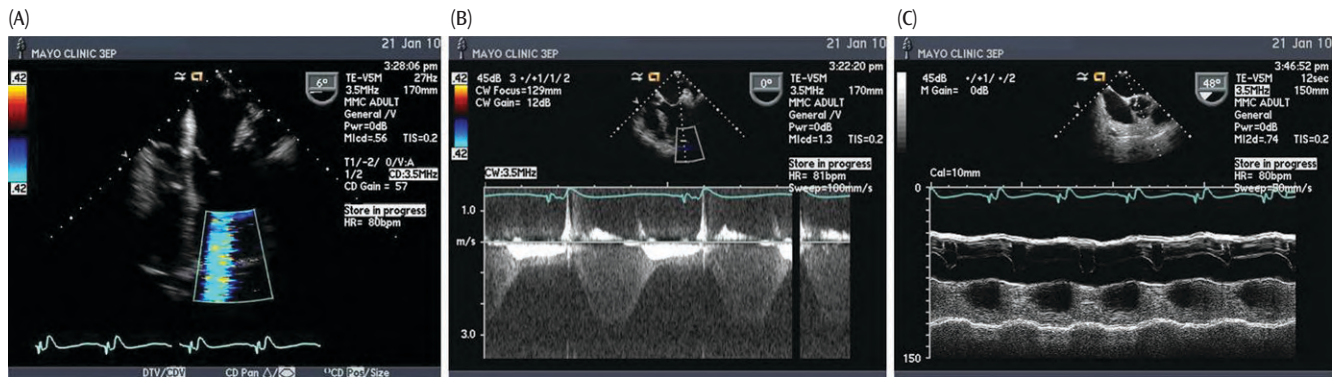 (A)
21 Jan 10
MAYO CLINIC 3EP
3:28:06 pm
.42
.42
6°
TE-V5M 27Hz
3.5MHz 170mm
MMC ADULT
General /V
Pwr=0dB
MIcd=.56 TIS=0.2
T1/-2/ 0/V:A
1/2 CD:3.5MHz
CD Gain = 57
Store in progress
HR= 80bpm
DTV/CDV CD Pan △/ CD Pos/Size
(B)
21 Jan 10
MAYO CLINIC 3EP
3:22:20 pm
.42
.42
45dB 3 •/+1/1/ 2
CW Focus=129mm
CW Gain= 12dB
0°
TE-V5M
3.5MHz 170mm
MMC ADULT
General /V
Pwr=0dB
MIcd=1.3 TIS=0.2
Store in progress
HR= 81bpm
Sweep=100mm/s
CW:3.5MHz
1.0
m/s
3.0
(C)
21 Jan 10
MAYO CLINIC 3EP
3:46:52 pm
45dB •/+1/ •/2
M Gain= 0dB
48°
TE-V5M 12sec
3.5MHz 150mm
MMC ADULT
General
Pwr=0dB
MI2d=.74 TIS=0.2
Store in progress
HR= 80bpm
Sweep=50mm/s
Cal=10mm
0
150